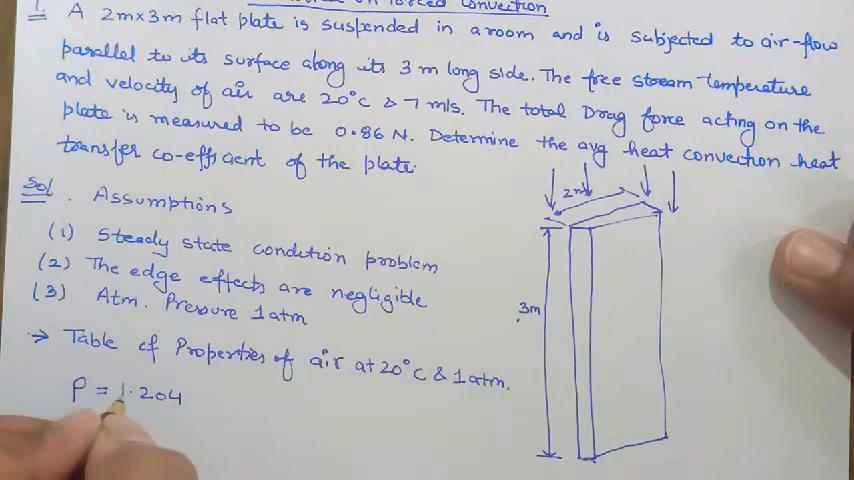 on forced Convection
1. A 2m×3m flat plate is suspended in a room and is subjected to air-flow
parallel to its surface along its 3 m long side. The free stream temperature
and velocity of air are 20°c & 7 m/s. The total Drag force acting on the
plate is measured to be 0.86 N. Determine the avg heat convection heat
transfer co-efficient of the plate.
Sol. Assumptions
(1) Steady state condition problem
(2) The edge effects are negligible
(3) Atm. Pressure 1 atm
→ Table of Properties of air at 20°C & 1 atm.
ρ = 1.204
2m
3m